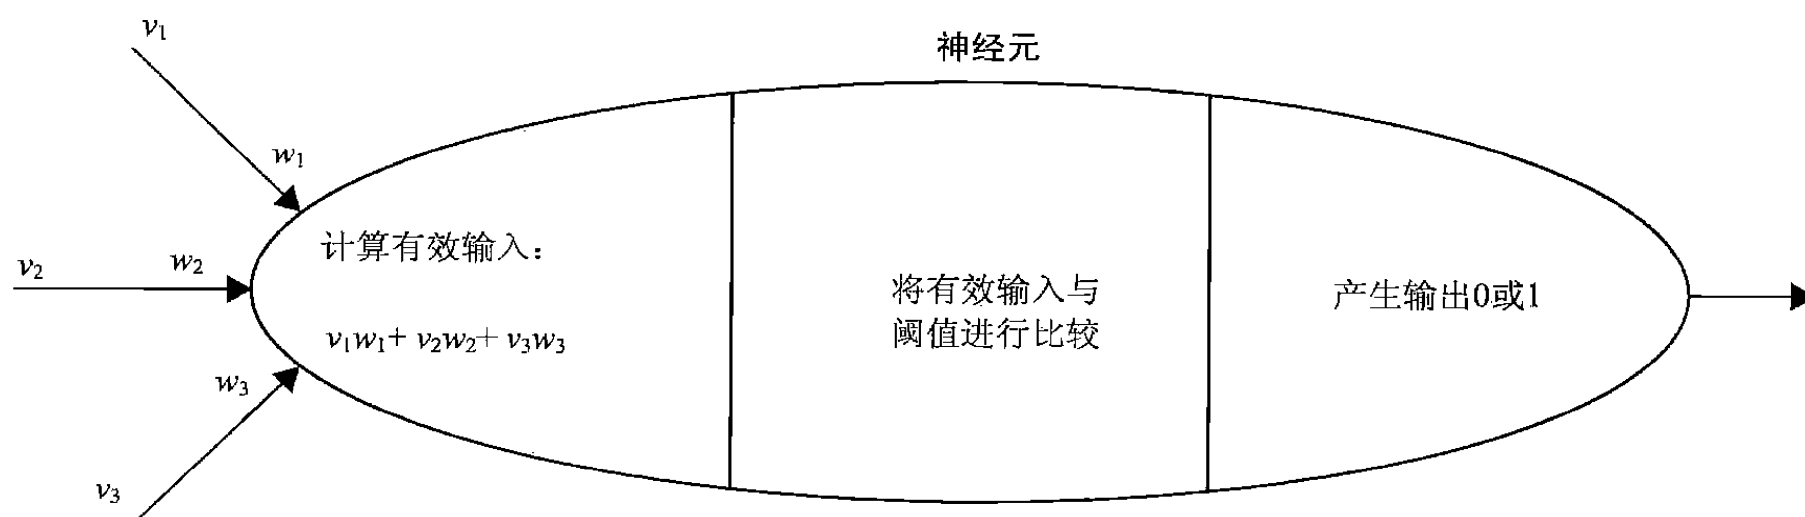 v₁
神经元
w₁
计算有效输入：
v₂
w₂
将有效输入与
阈值进行比较
产生输出0或1
v₁w₁+ v₂w₂+ v₃w₃
w₃
v₃